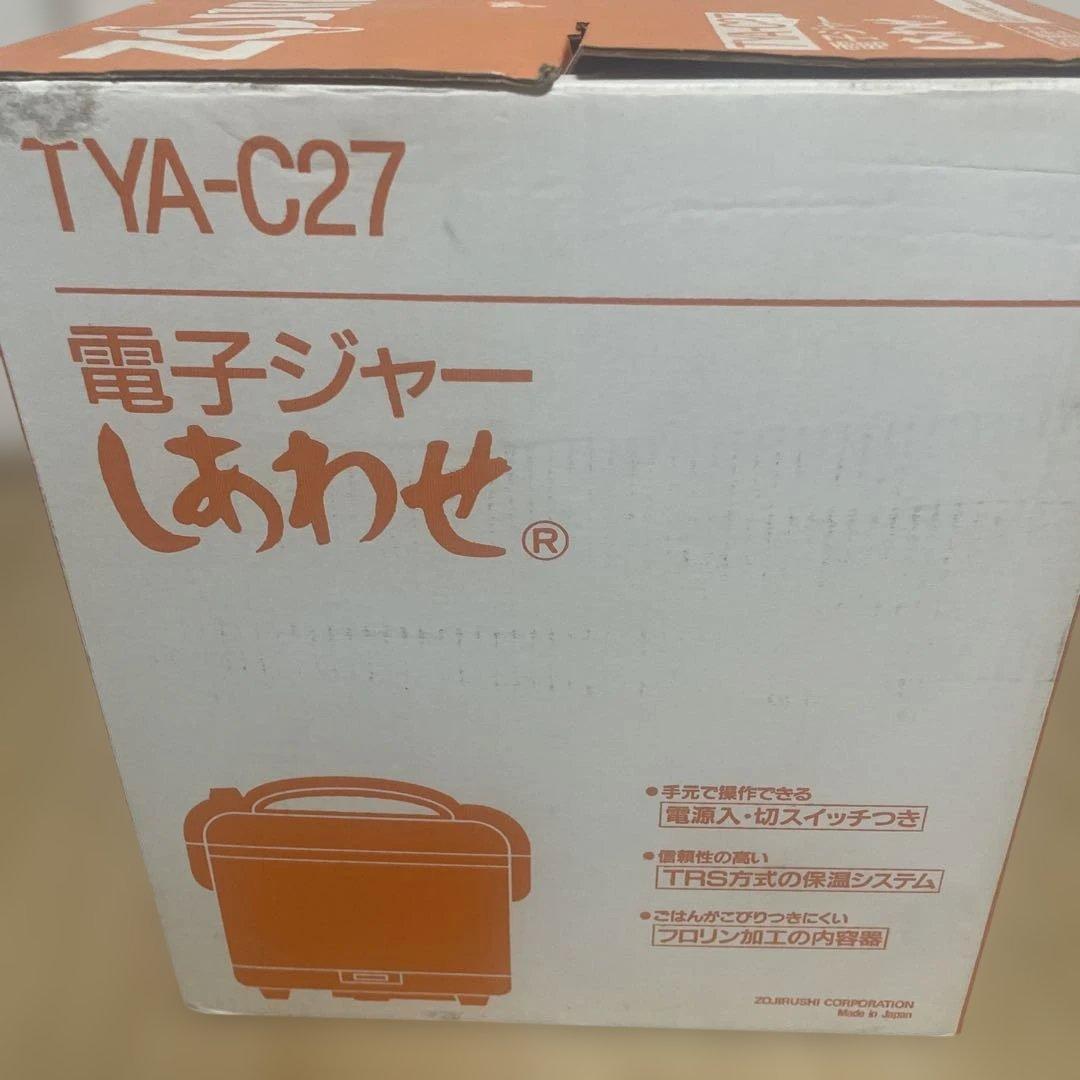 TYA-C27
電子ジャー
しあわせ®
•手元で操作できる
電源入・切スイッチつき
•信頼性の高い
TRS方式の保温システム
•ごはんがこびりつきにくい
フロリン加工の内容器
ZOJIRUSHI CORPORATION
Made in Japan